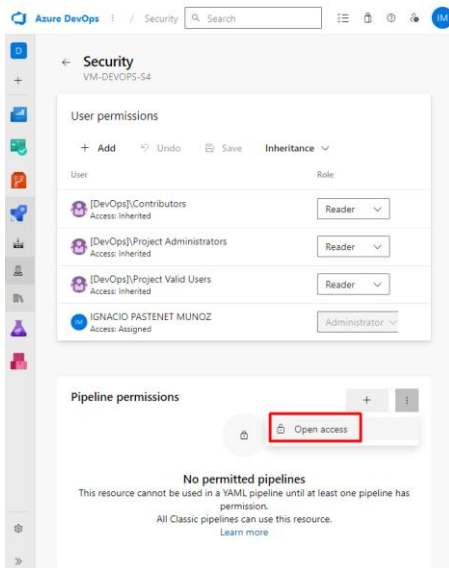 Azure DevOps / Security Search IM
D
Security
VM-DEVOPS-S4
User permissions
+ Add Undo Save Inheritance
User Role
[DevOps]\Contributors Reader
Access: Inherited
[DevOps]\Project Administrators Reader
Access: Inherited
[DevOps]\Project Valid Users Reader
Access: Inherited
IM IGNACIO PASTENET MUNOZ Administrator
Access: Assigned
Pipeline permissions
Open access
No permitted pipelines
This resource cannot be used in a YAML pipeline until at least one pipeline has
permission.
All Classic pipelines can use this resource.
Learn more